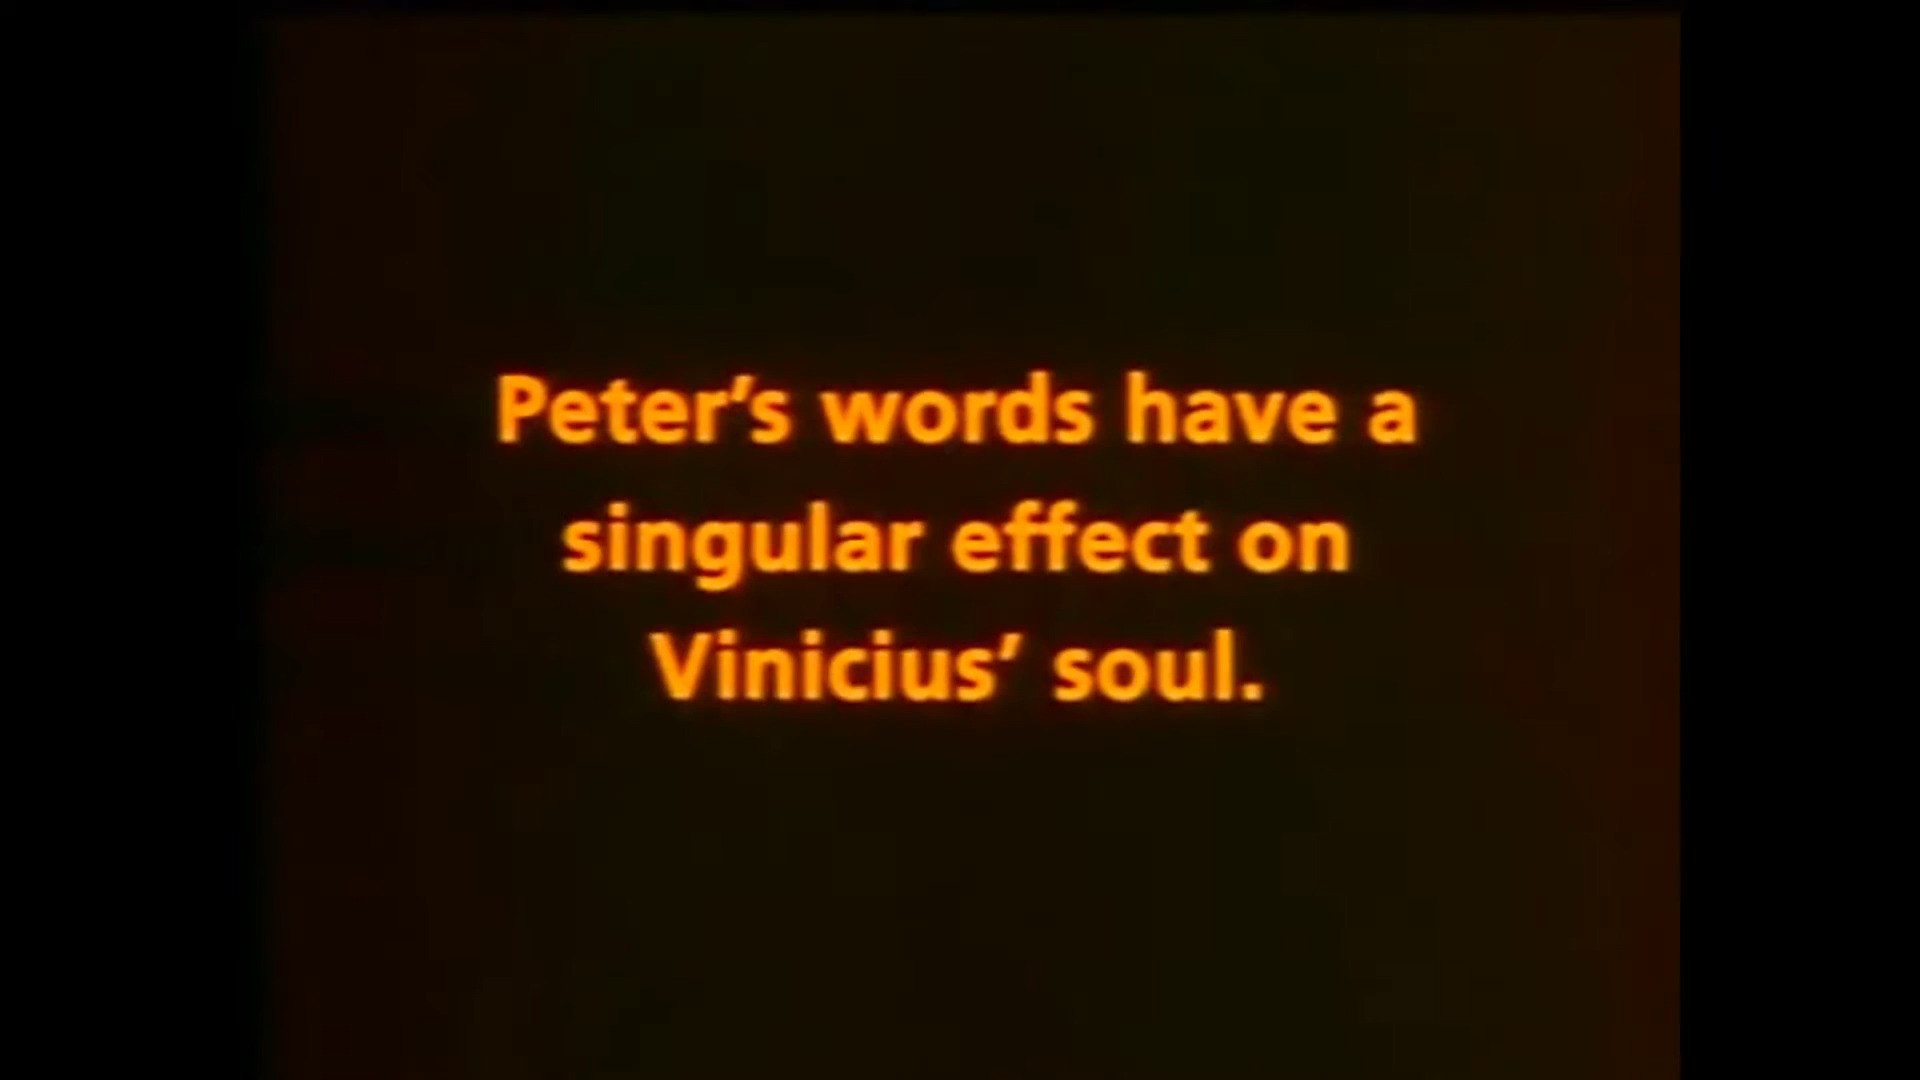 Peter’s words have a
singular effect on
Vinicius’ soul.